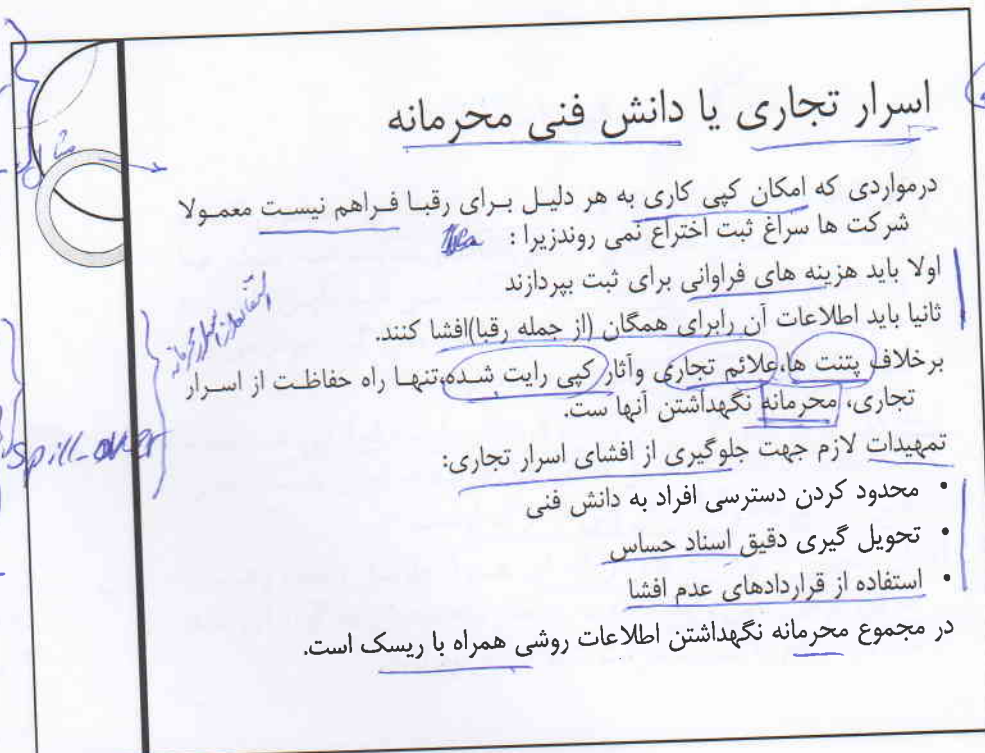 اسرار تجاری یا دانش فنی محرمانه
درمواردی که امکان کپی کاری به هر دلیل برای رقبا فراهم نیست معمولا
شرکت ها سراغ ثبت اختراع نمی روندزیرا :
اولا باید هزینه های فراوانی برای ثبت بپردازند
ثانیا باید اطلاعات آن رابرای همگان (از جمله رقبا)افشا کنند.
برخلاف پتنت ها،علائم تجاری وآثار کپی رایت شده،تنها راه حفاظت از اسرار
تجاری، محرمانه نگهداشتن آنها ست.
تمهیدات لازم جهت جلوگیری از افشای اسرار تجاری:
• محدود کردن دسترسی افراد به دانش فنی
• تحویل گیری دقیق اسناد حساس
• استفاده از قراردادهای عدم افشا
در مجموع محرمانه نگهداشتن اطلاعات روشی همراه با ریسک است.
مثال
Spill-over